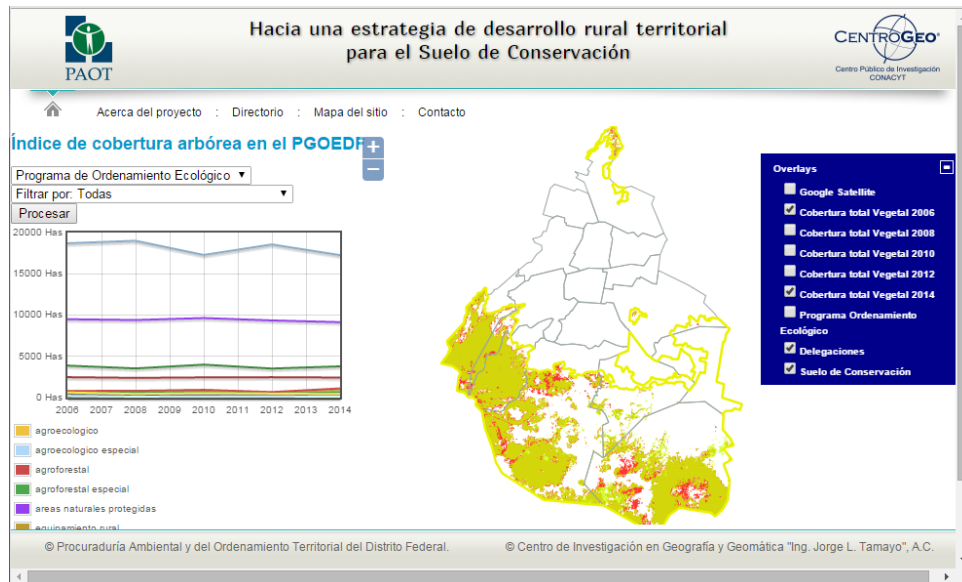 PAOT
Hacia una estrategia de desarrollo rural territorial
para el Suelo de Conservación
CENTROGEO
Centro Público de Investigación
CONACYT
Acerca del proyecto : Directorio : Mapa del sitio : Contacto
Índice de cobertura arbórea en el PGOEDF
+
−
Programa de Ordenamiento Ecológico
Filtrar por: Todas
Procesar
20000 Has
15000 Has
10000 Has
5000 Has
0 Has
2006 2007 2008 2009 2010 2011 2012 2013 2014
agroecologico
agroecologico especial
agroforestal
agroforestal especial
areas naturales protegidas
equipamiento rural
Overlays
Google Satellite
Cobertura total Vegetal 2006
Cobertura total Vegetal 2008
Cobertura total Vegetal 2010
Cobertura total Vegetal 2012
Cobertura total Vegetal 2014
Programa Ordenamiento
Ecológico
Delegaciones
Suelo de Conservación
© Procuraduría Ambiental y del Ordenamiento Territorial del Distrito Federal.
© Centro de Investigación en Geografía y Geomática "Ing. Jorge L. Tamayo", A.C.